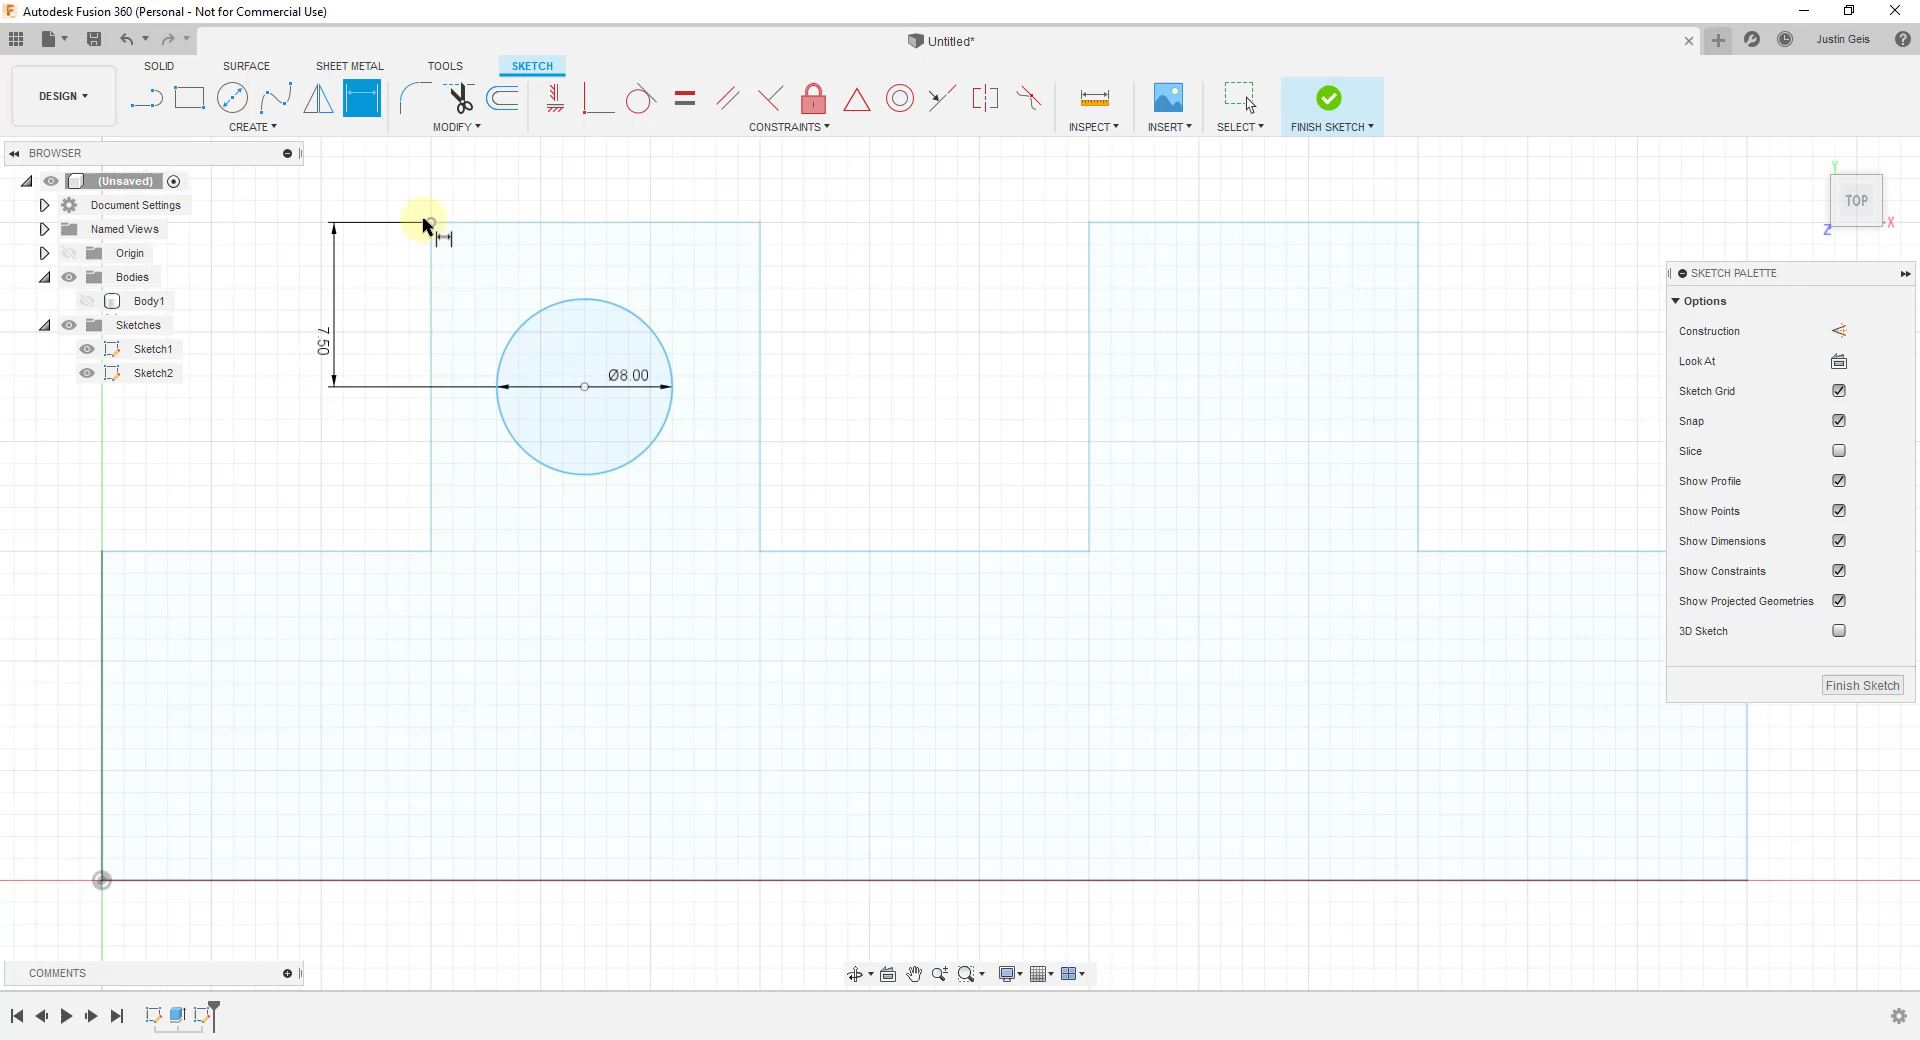 Autodesk Fusion 360 (Personal - Not for Commercial Use)
Untitled*
Justin Geis
SOLID
SURFACE
SHEET METAL
TOOLS
SKETCH
DESIGN
CREATE
MODIFY
CONSTRAINTS
INSPECT
INSERT
SELECT
FINISH SKETCH
BROWSER
(Unsaved)
Document Settings
Named Views
Origin
Bodies
Body1
Sketches
Sketch1
Sketch2
7.50
Ø8.00
Y
TOP
X
Z
SKETCH PALETTE
Options
Construction
Look At
Sketch Grid
Snap
Slice
Show Profile
Show Points
Show Dimensions
Show Constraints
Show Projected Geometries
3D Sketch
Finish Sketch
COMMENTS